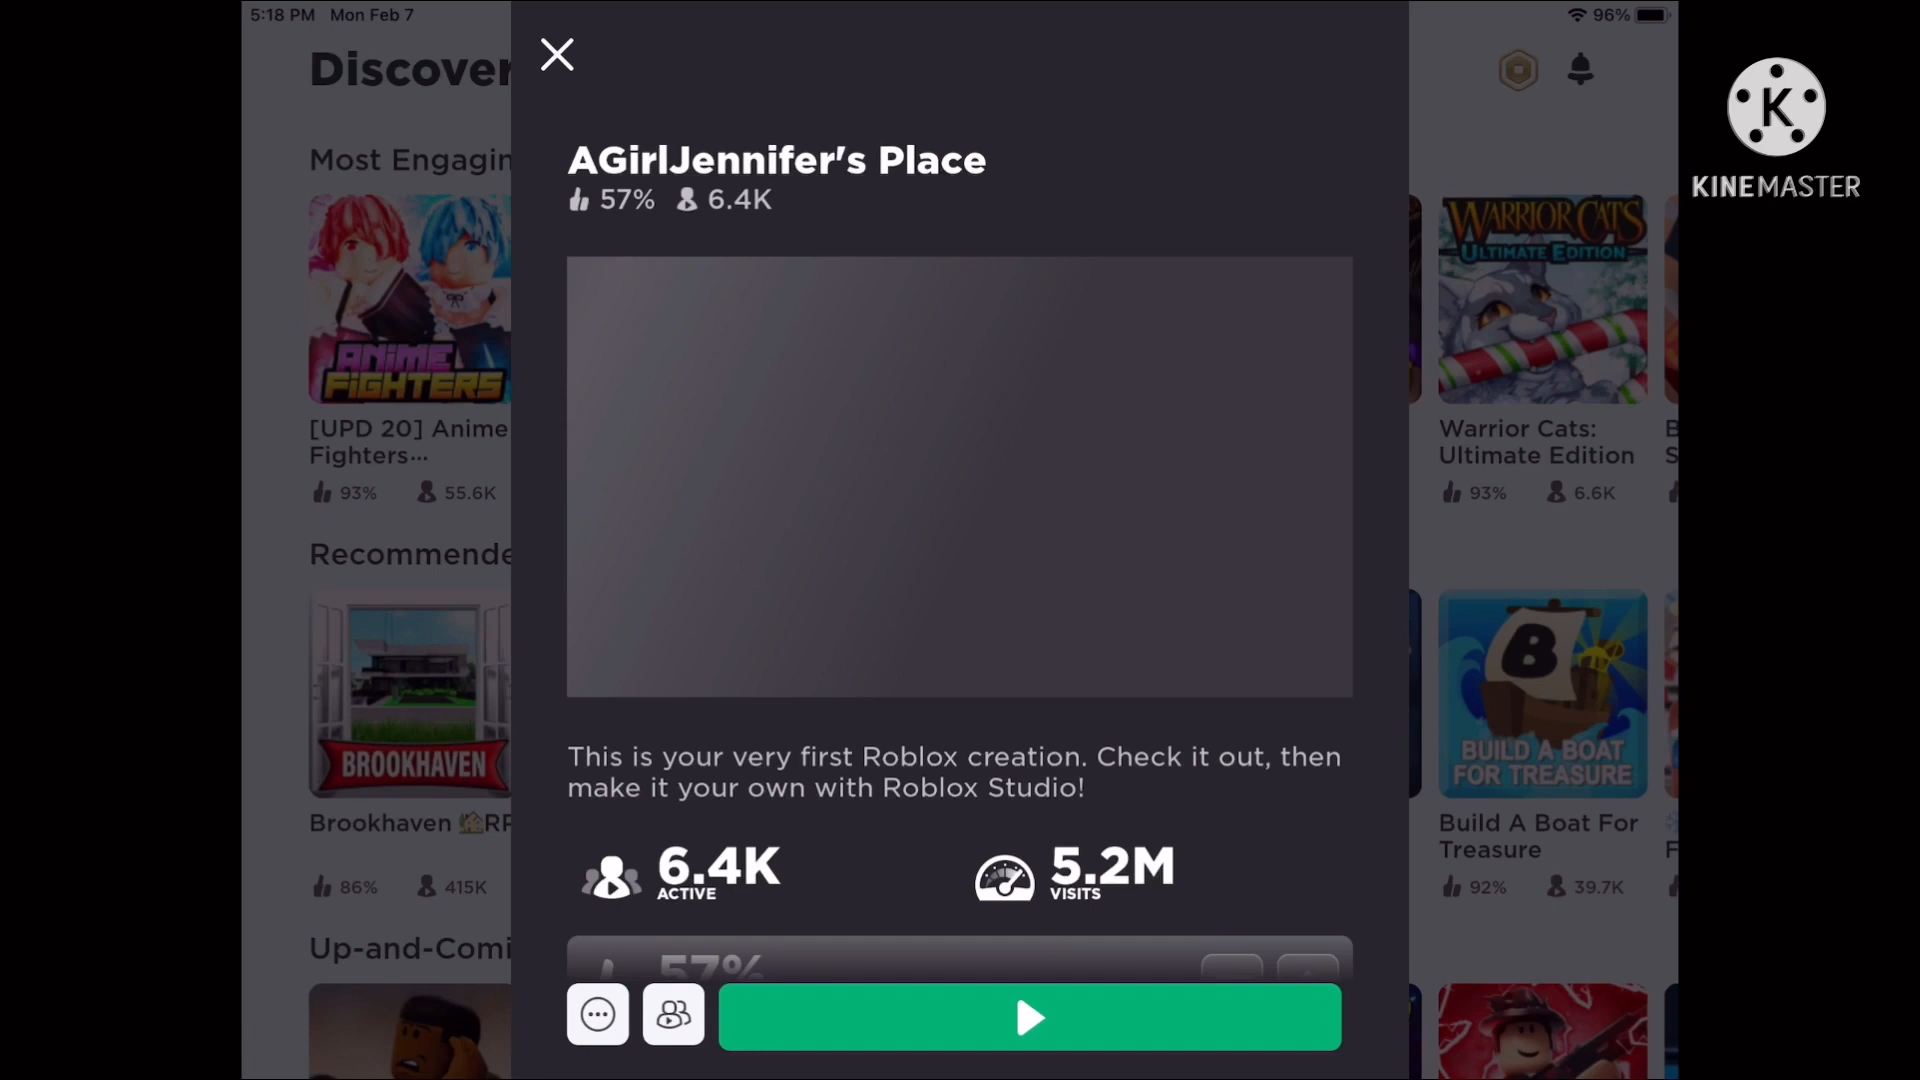 5:18 PM Mon Feb 7
96%
Discover
Most Engagin
ANIME
FIGHTERS
[UPD 20] Anime
Fighters...
93% 55.6K
Recommende
BROOKHAVEN
Brookhaven 🏡RP
86% 415K
Up-and-Comi
AGirlJennifer's Place
57% 6.4K
This is your very first Roblox creation. Check it out, then
make it your own with Roblox Studio!
6.4K
ACTIVE
5.2M
VISITS
57%
WARRIOR CATS
ULTIMATE EDITION
Warrior Cats:
Ultimate Edition
93% 6.6K
B
S
B
BUILD A BOAT
FOR TREASURE
Build A Boat For
Treasure
92% 39.7K
F
K
KINEMASTER